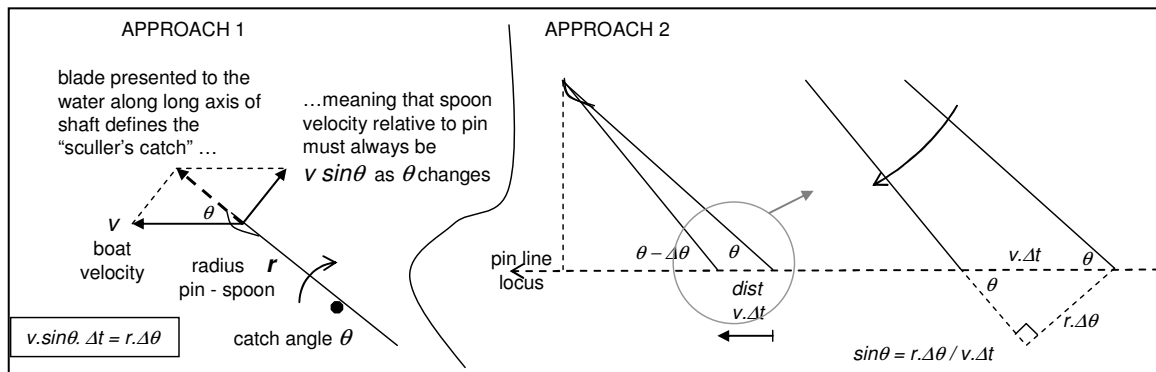 APPROACH 1
blade presented to the
water along long axis of
shaft defines the
“sculler's catch” ...
...meaning that spoon
velocity relative to pin
must always be
v sinθ as θ changes
θ
v
boat
velocity
radius r
pin - spoon
catch angle θ
v.sinθ. Δt = r.Δθ
APPROACH 2
pin line
locus
θ – Δθ
θ
dist
v.Δt
v.Δt
θ
θ
r.Δθ
sinθ = r.Δθ / v.Δt